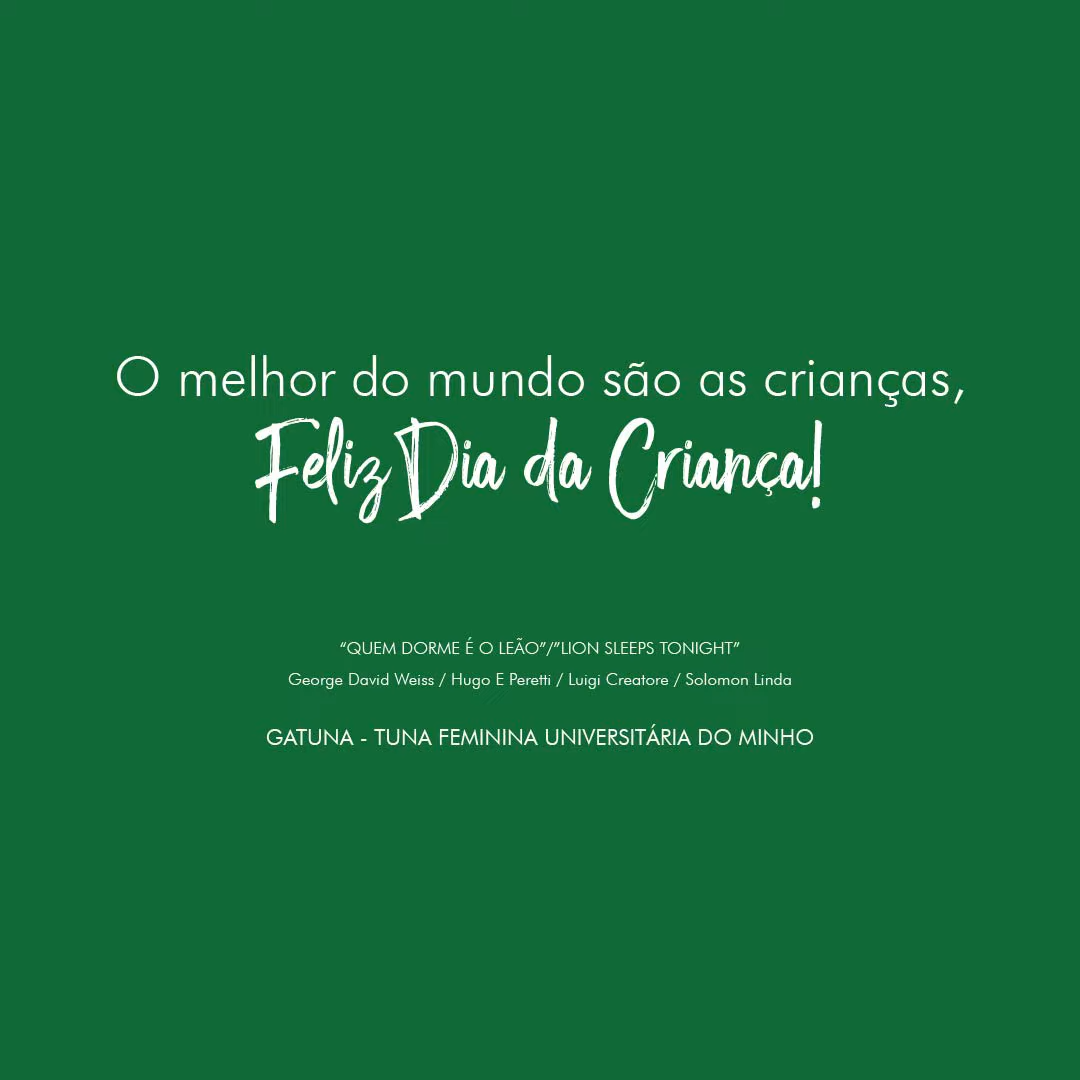 O melhor do mundo são as crianças,
Feliz Dia da Criança!
“QUEM DORME É O LEÃO”/”LION SLEEPS TONIGHT”
George David Weiss / Hugo E Peretti / Luigi Creatore / Solomon Linda
GATUNA - TUNA FEMININA UNIVERSITÁRIA DO MINHO